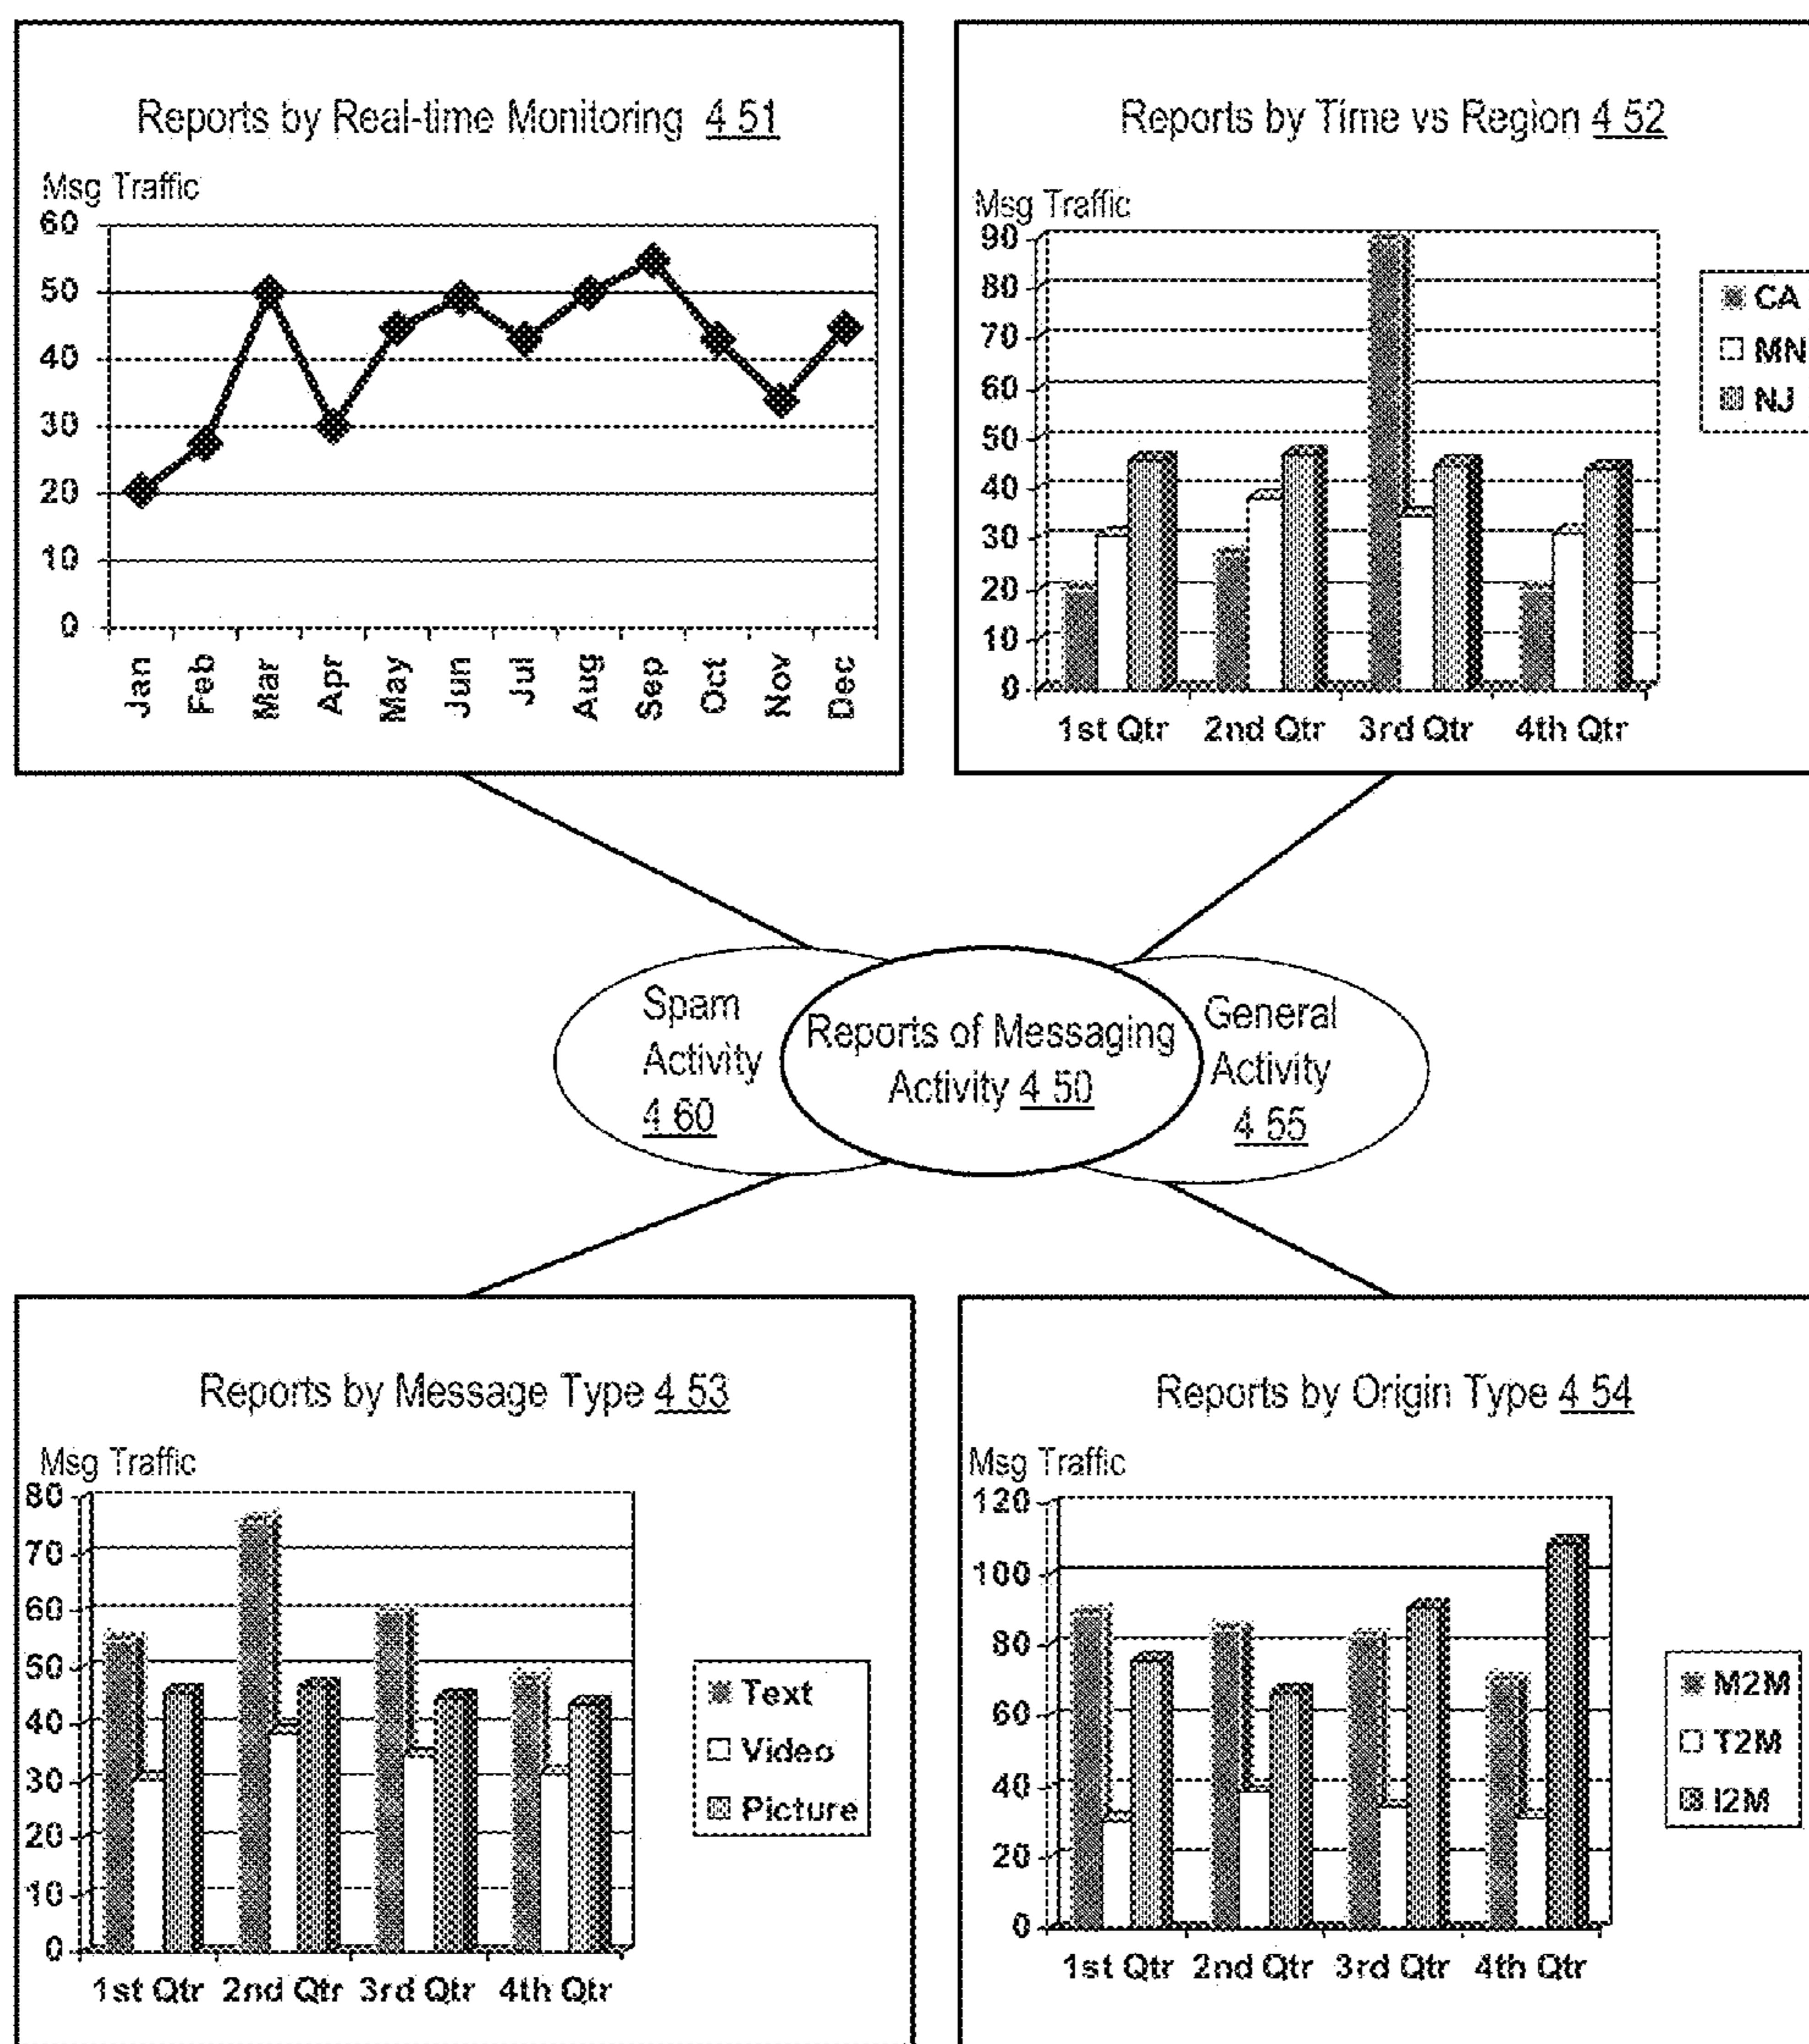 Reports by Real-time Monitoring 4 51
Msg Traffic
60
50
40
30
20
10
0
Jan
Feb
Mar
Apr
May
Jun
Jul
Aug
Sep
Oct
Nov
Dec
Reports by Time vs Region 4 52
Msg Traffic
90
80
70
60
50
40
30
20
10
0
1st Qtr 2nd Qtr 3rd Qtr 4th Qtr
CA
MN
NJ
Spam
Activity
4 60
Reports of Messaging
Activity 4 50
General
Activity
4 55
Reports by Message Type 4 53
Msg Traffic
80
70
60
50
40
30
20
10
0
1st Qtr 2nd Qtr 3rd Qtr 4th Qtr
Text
Video
Picture
Reports by Origin Type 4 54
Msg Traffic
120
100
80
60
40
20
0
1st Qtr 2nd Qtr 3rd Qtr 4th Qtr
M2M
T2M
I2M